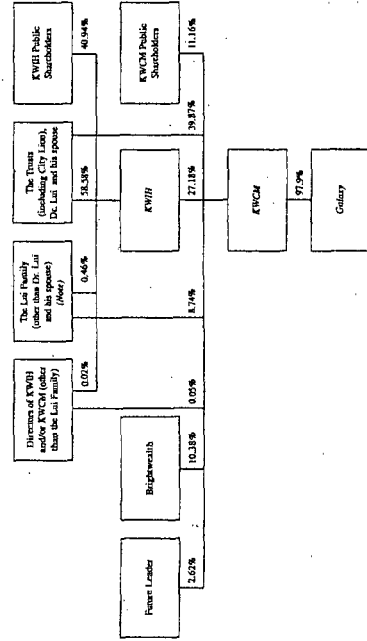 Directors of KWIH
and/or KWCM (other
than the Lui Family)
The Lui Family
(other than Dr. Lui
and his spouse)
(Note)
The Trusts
(including City Lion),
Dr. Lui and his spouse
KWIH Public
Shareholders
0.02%
0.46%
58.58%
40.94%
Future Leader
Brightwealth
KWIH
KWCM Public
Shareholders
2.62%
10.38%
0.05%
8.74%
27.18%
39.87%
11.16%
KWCM
97.9%
Galaxy